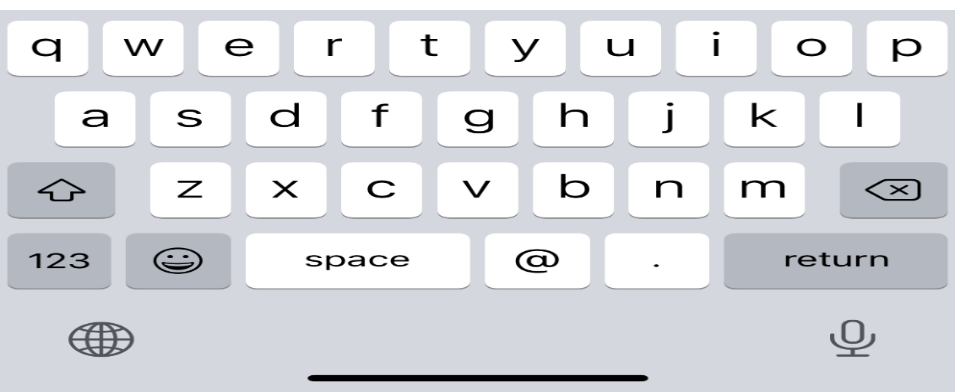 q w e r t y u i o p
a s d f g h j k l
z x c v b n m
123 space @ . return